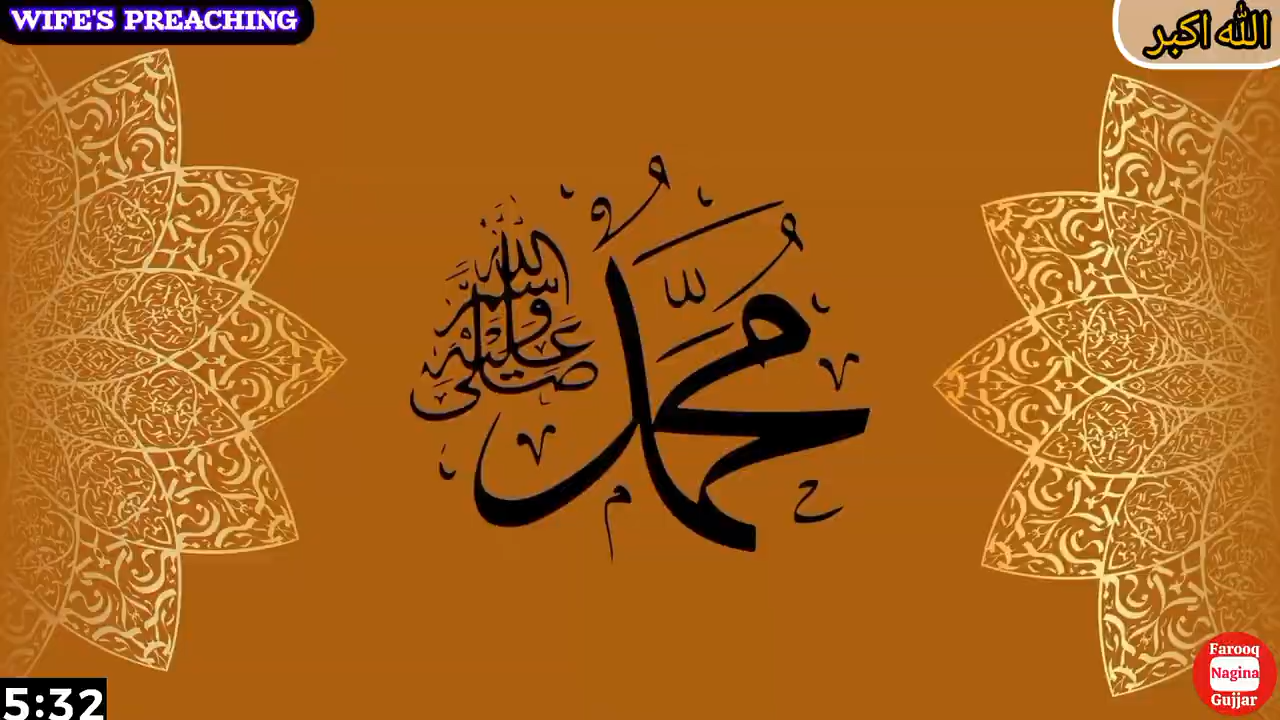 WIFE'S PREACHING
الله اكبر
محمد
صلى الله عليه وسلم
5:32
Farooq
Nagina
Gujjar